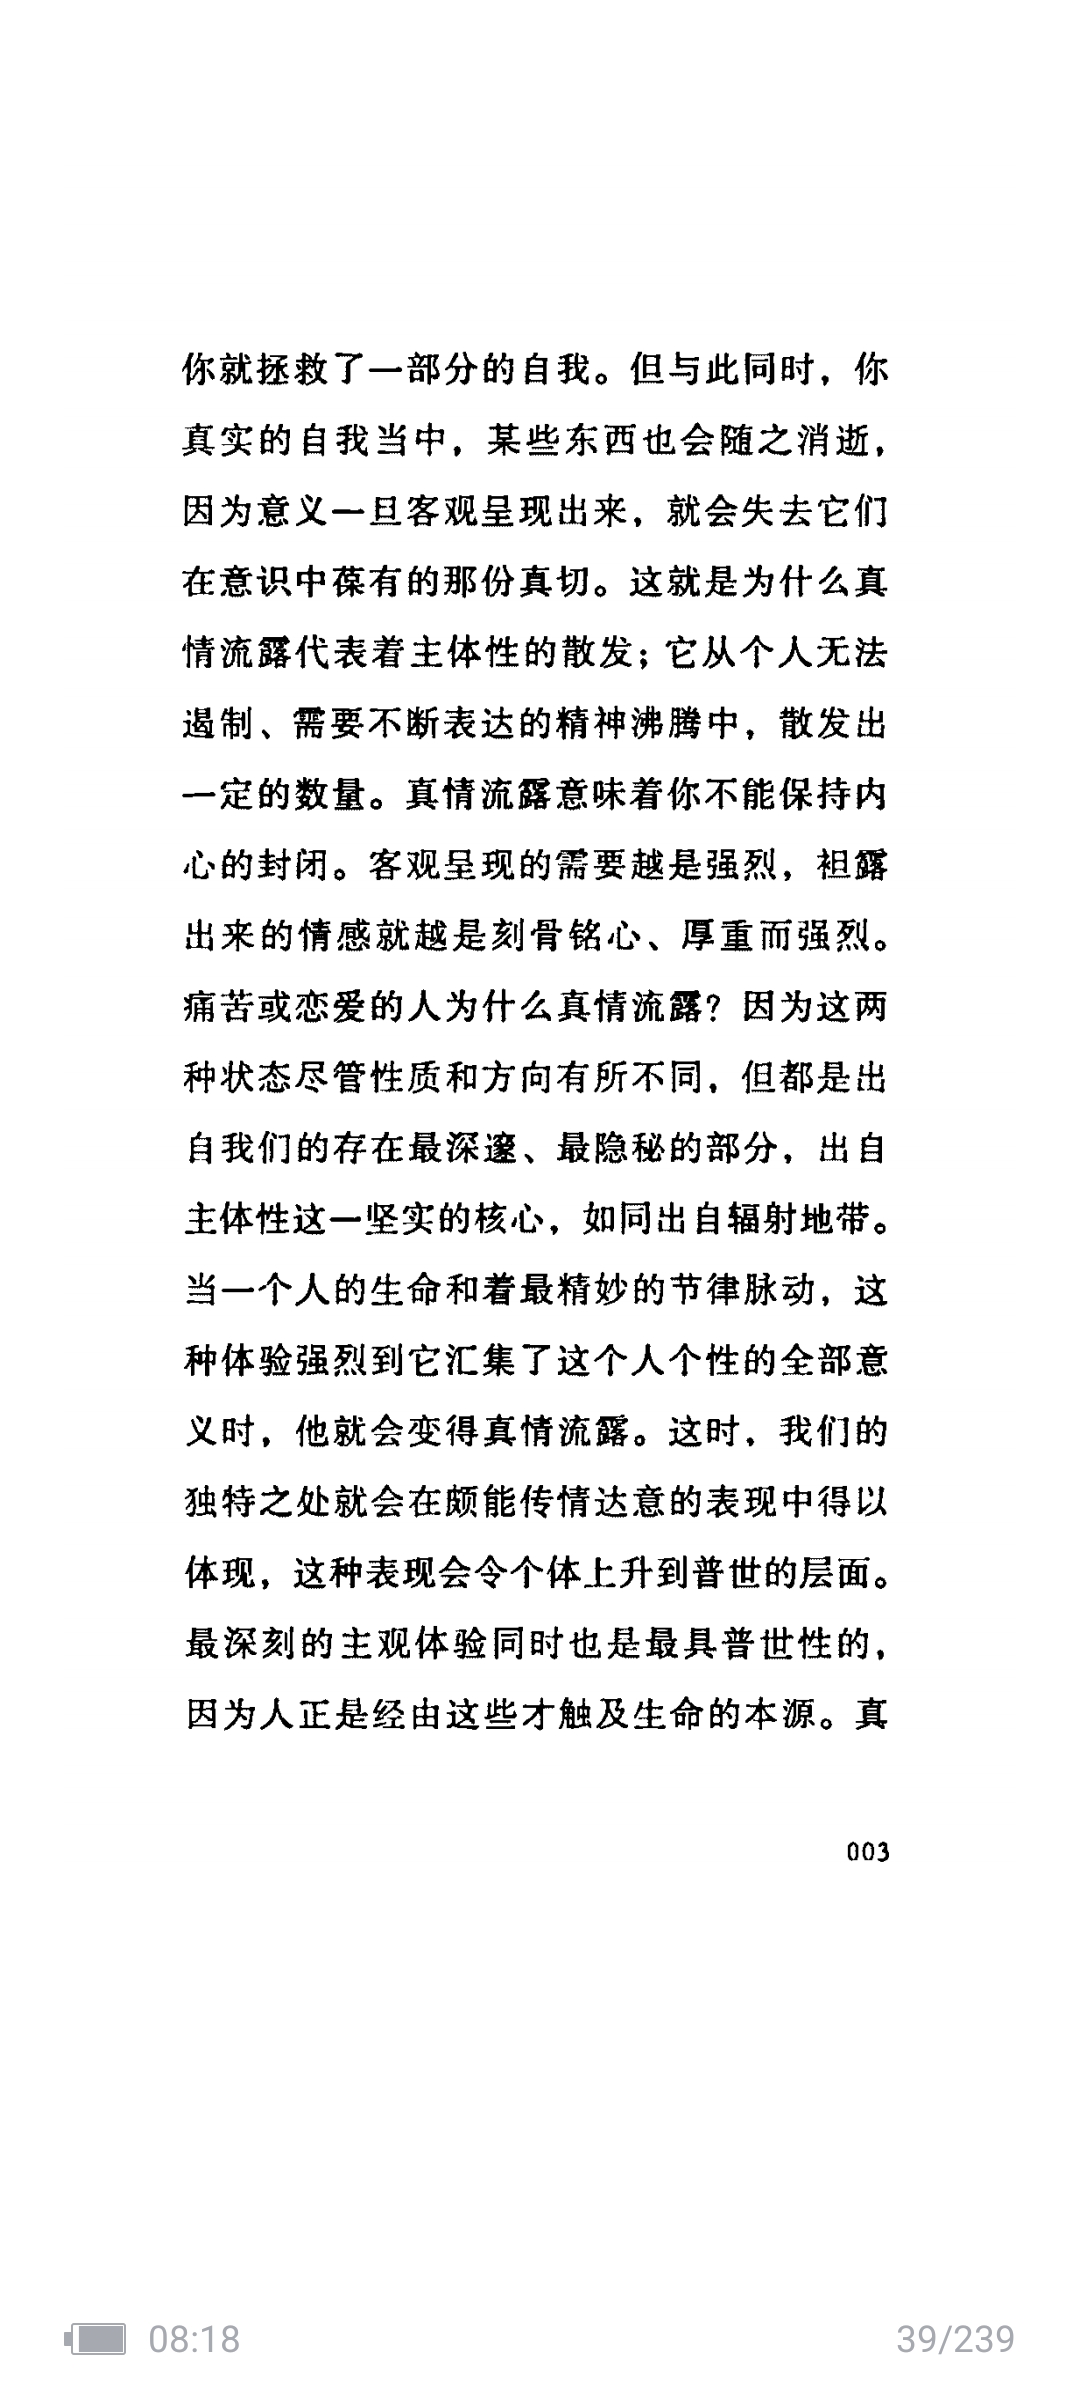 你就拯救了一部分的自我。但与此同时，你
真实的自我当中，某些东西也会随之消逝，
因为意义一旦客观呈现出来，就会失去它们
在意识中葆有的那份真切。这就是为什么真
情流露代表着主体性的散发；它从个人无法
遏制、需要不断表达的精神沸腾中，散发出
一定的数量。真情流露意味着你不能保持内
心的封闭。客观呈现的需要越是强烈，袒露
出来的情感就越是刻骨铭心、厚重而强烈。
痛苦或恋爱的人为什么真情流露？因为这两
种状态尽管性质和方向有所不同，但都是出
自我们的存在最深邃、最隐秘的部分，出自
主体性这一坚实的核心，如同出自辐射地带。
当一个人的生命和着最精妙的节律脉动，这
种体验强烈到它汇集了这个人个性的全部意
义时，他就会变得真情流露。这时，我们的
独特之处就会在颇能传情达意的表现中得以
体现，这种表现会令个体上升到普世的层面。
最深刻的主观体验同时也是最具普世性的，
因为人正是经由这些才触及生命的本源。真
003
08:18
39/239